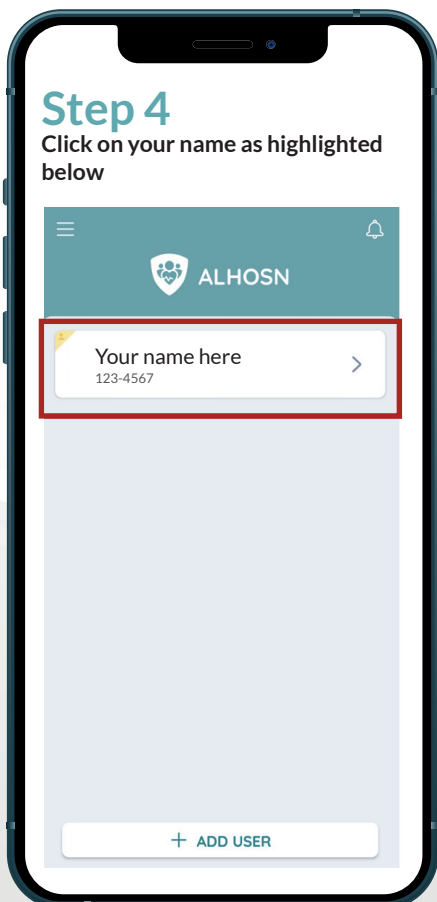 Step 4
Click on your name as highlighted
below
ALHOSN
Your name here
123-4567
+ ADD USER